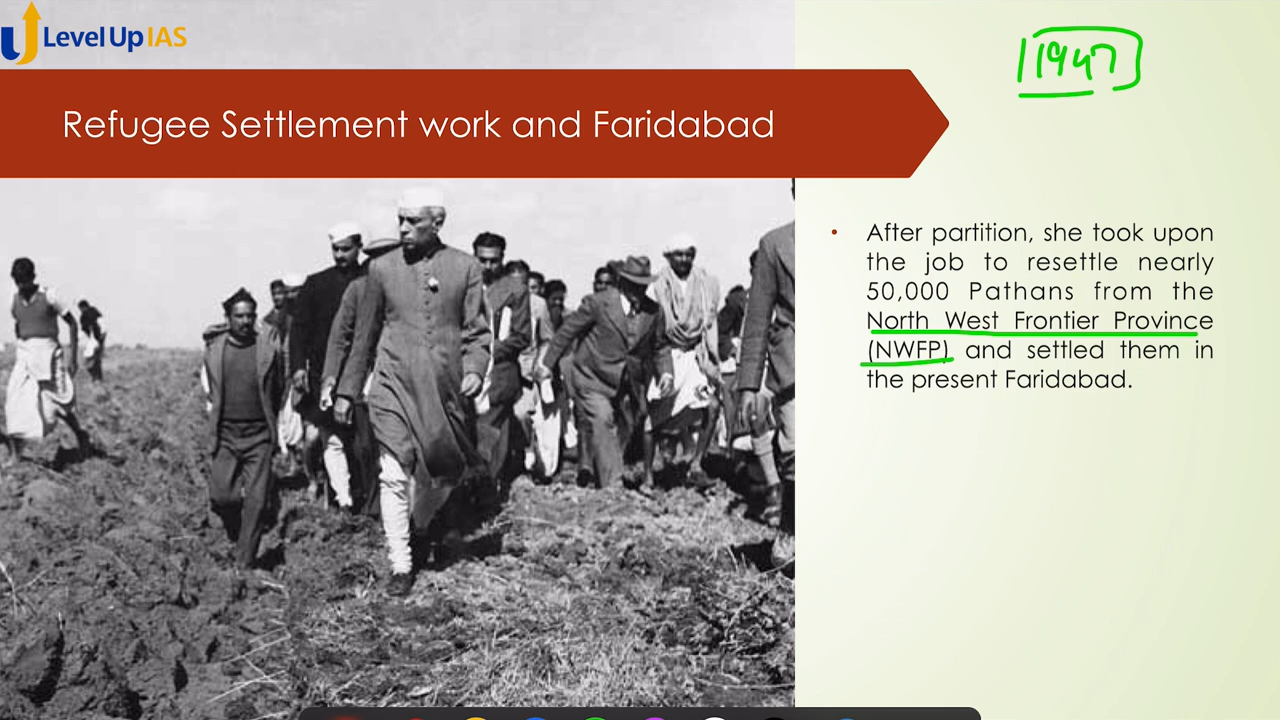 Level Up IAS
1947
Refugee Settlement work and Faridabad
• After partition, she took upon
the job to resettle nearly
50,000 Pathans from the
North West Frontier Province
(NWFP) and settled them in
the present Faridabad.